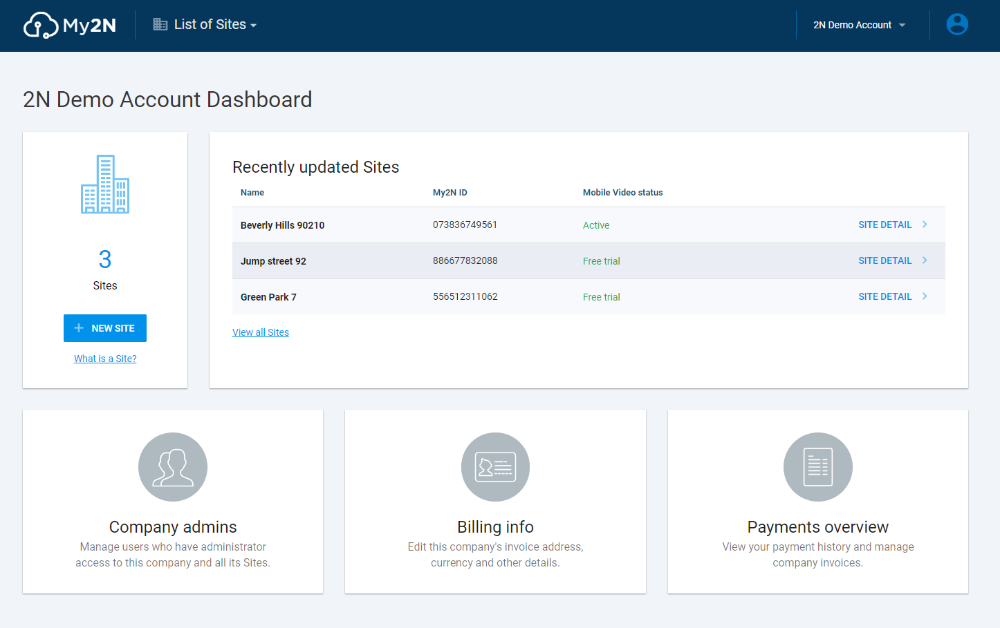 My2N
List of Sites
2N Demo Account
2N Demo Account Dashboard
3
Sites
NEW SITE
What is a Site?
Recently updated Sites
Name My2N ID Mobile Video status
Beverly Hills 90210 073836749561 Active SITE DETAIL
Jump street 92 886677832088 Free trial SITE DETAIL
Green Park 7 556512311062 Free trial SITE DETAIL
View all Sites
Company admins
Manage users who have administrator
access to this company and all its Sites.
Billing info
Edit this company's invoice address,
currency and other details.
Payments overview
View your payment history and manage
company invoices.